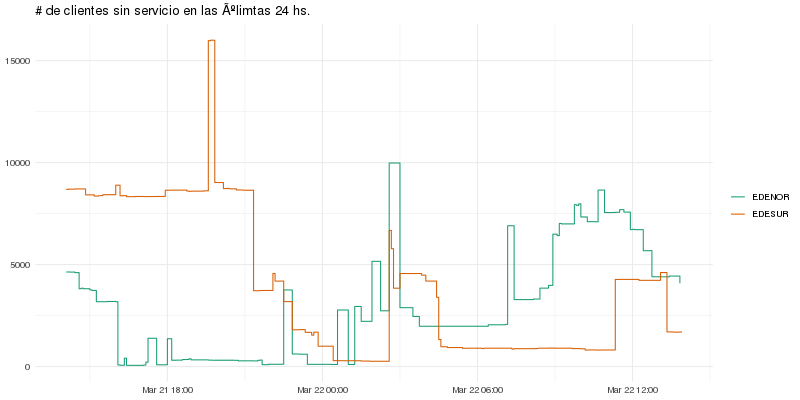 # de clientes sin servicio en las Ãºlimtas 24 hs.
15000
10000
5000
0
Mar 21 18:00
Mar 22 00:00
Mar 22 06:00
Mar 22 12:00
EDENOR
EDESUR